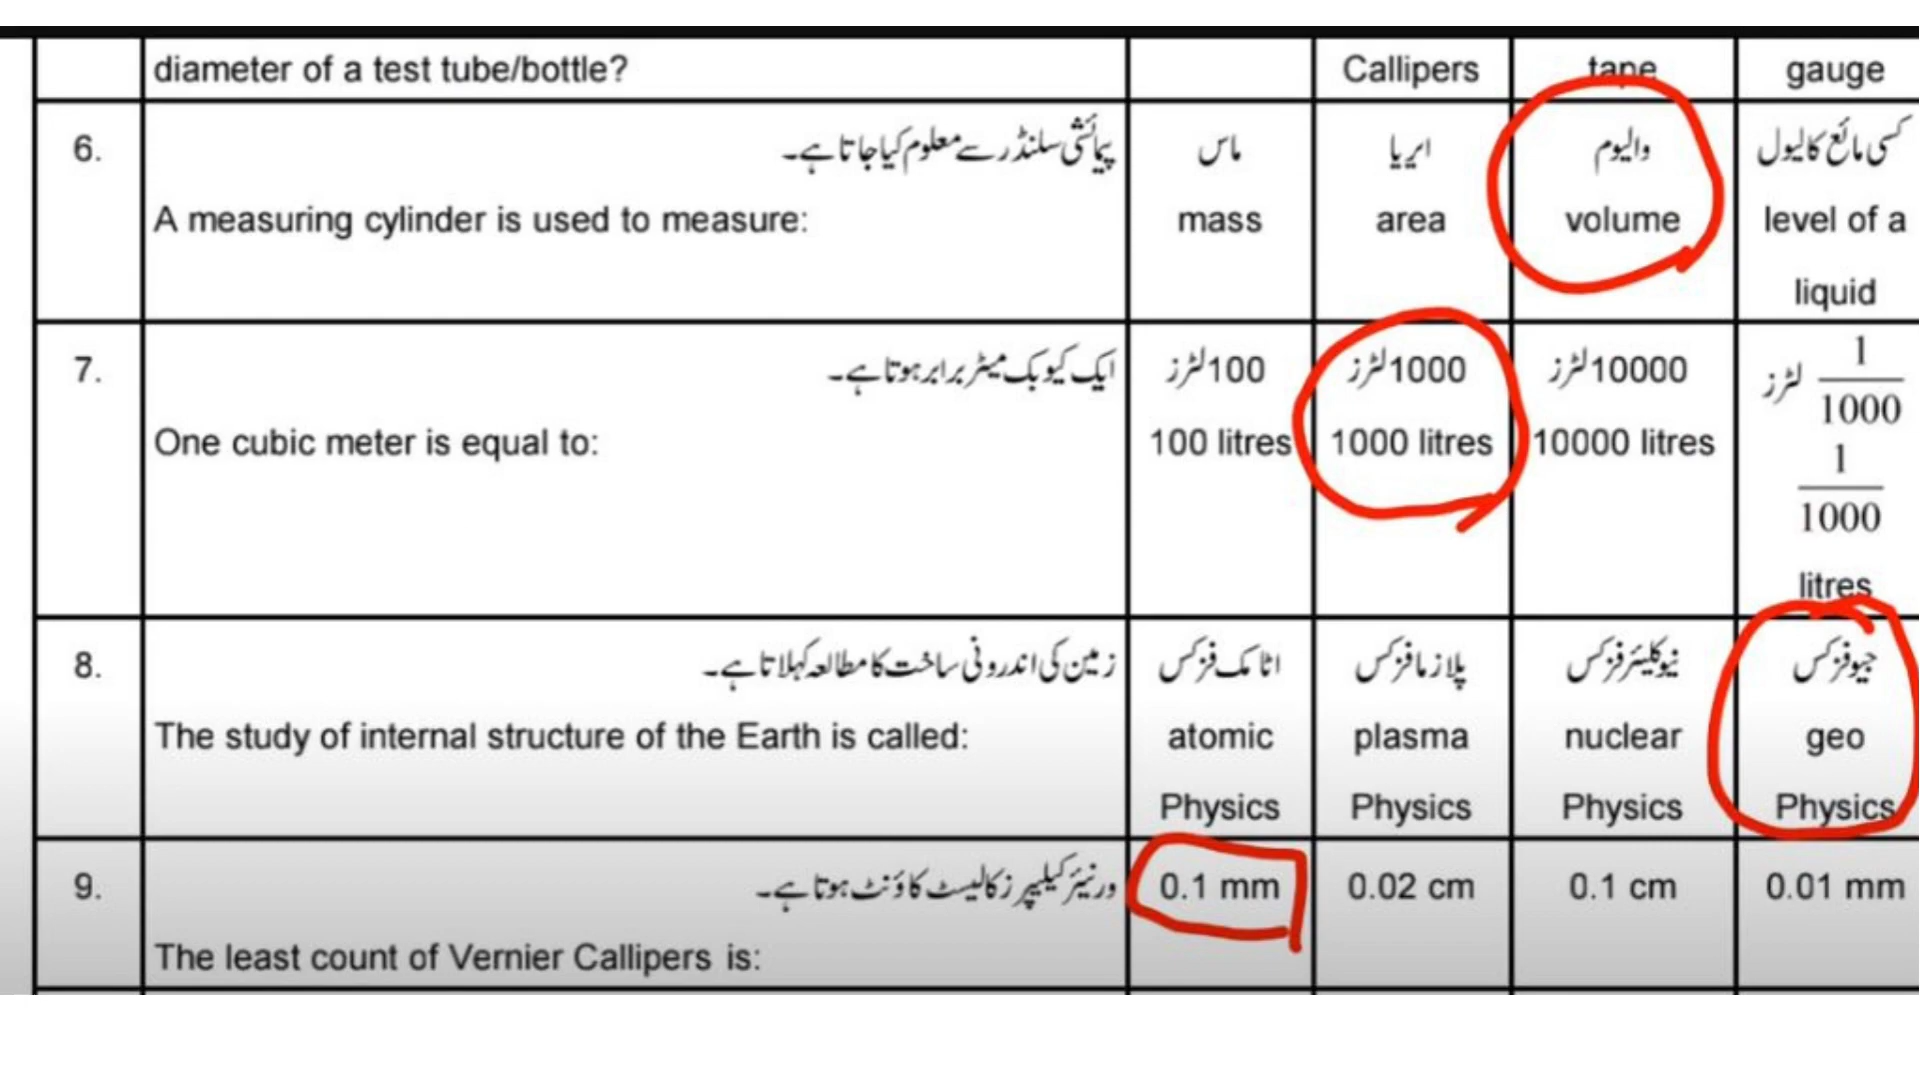 diameter of a test tube/bottle?
Callipers
tape
gauge
6.
پیمائشی سلنڈر سے معلوم کیا جاتا ہے۔
A measuring cylinder is used to measure:
ماس
mass
ایریا
area
والیوم
volume
کسی مائع کا لیول
level of a
liquid
7.
ایک کیوبک میٹر برابر ہوتا ہے۔
One cubic meter is equal to:
100 لٹرز
100 litres
1000 لٹرز
1000 litres
10000 لٹرز
10000 litres
1/1000 لٹرز
1/1000
litres
8.
زمین کی اندرونی ساخت کا مطالعہ کہلاتا ہے۔
The study of internal structure of the Earth is called:
اٹامک فزکس
atomic
Physics
پلازما فزکس
plasma
Physics
نیوکلیئر فزکس
nuclear
Physics
جیوفزکس
geo
Physics
9.
ورنیئر کیلیپرز کا لیسٹ کاؤنٹ ہوتا ہے۔
The least count of Vernier Callipers is:
0.1 mm
0.02 cm
0.1 cm
0.01 mm